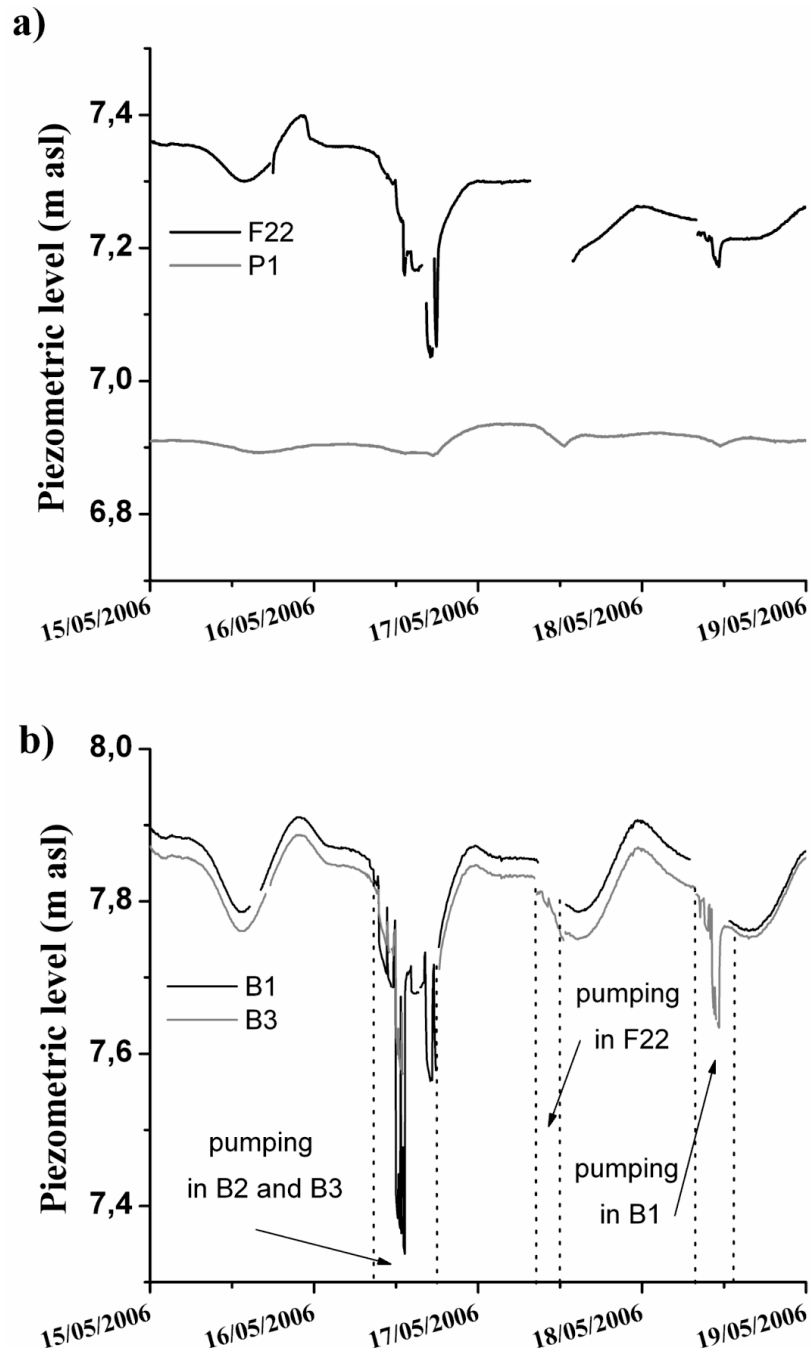 a)
Piezometric level (m asl)
7,4
7,2
7,0
6,8
F22
P1
15/05/2006
16/05/2006
17/05/2006
18/05/2006
19/05/2006
b)
Piezometric level (m asl)
8,0
7,8
7,6
7,4
B1
B3
pumping
in B2 and B3
pumping
in F22
pumping
in B1
15/05/2006
16/05/2006
17/05/2006
18/05/2006
19/05/2006